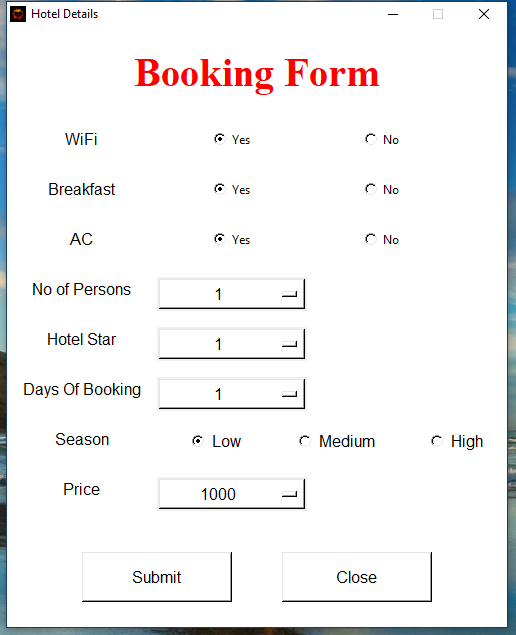 Hotel Details
Booking Form
WiFi Yes No
Breakfast Yes No
AC Yes No
No of Persons 1
Hotel Star 1
Days Of Booking 1
Season Low Medium High
Price 1000
Submit Close